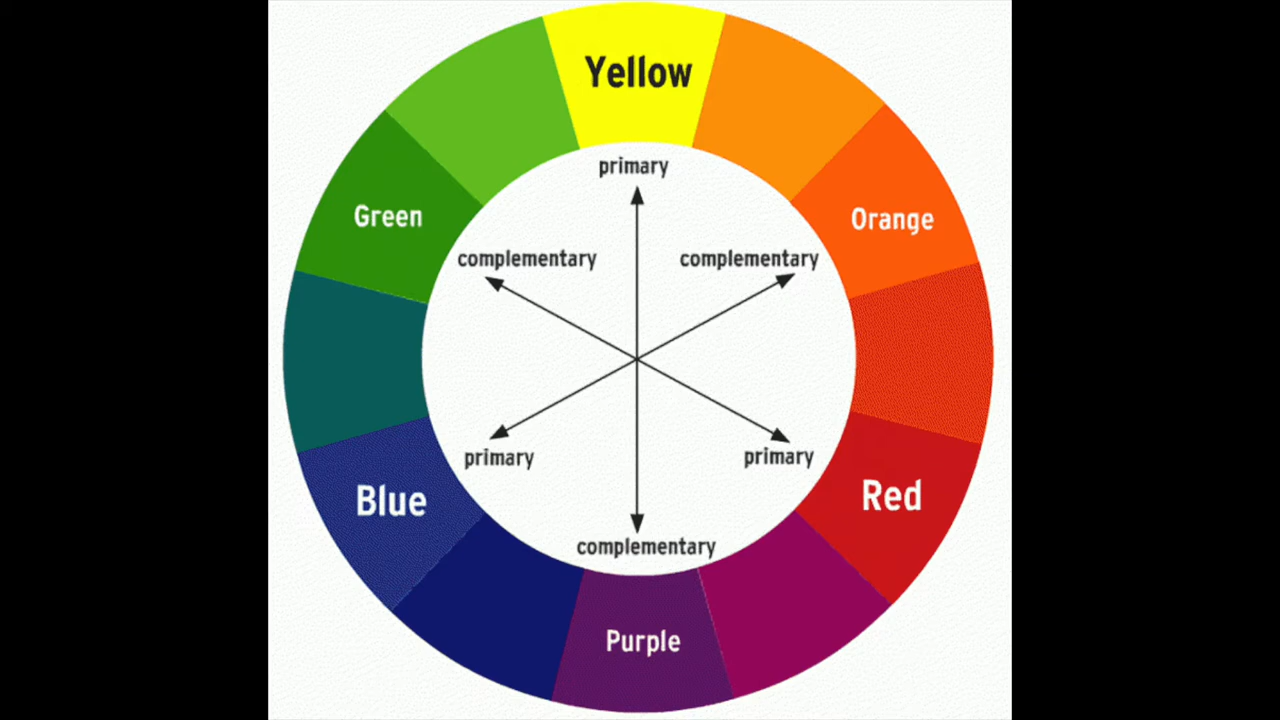 Yellow
primary
Green
Orange
complementary
complementary
primary
primary
Blue
Red
complementary
Purple